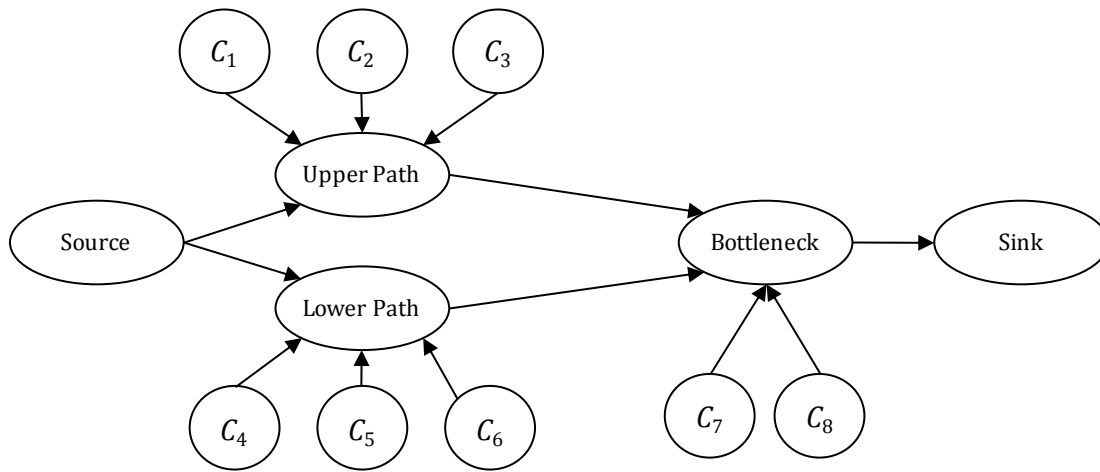 C₁
C₂
C₃
Upper Path
Source
Bottleneck
Sink
Lower Path
C₄
C₅
C₆
C₇
C₈